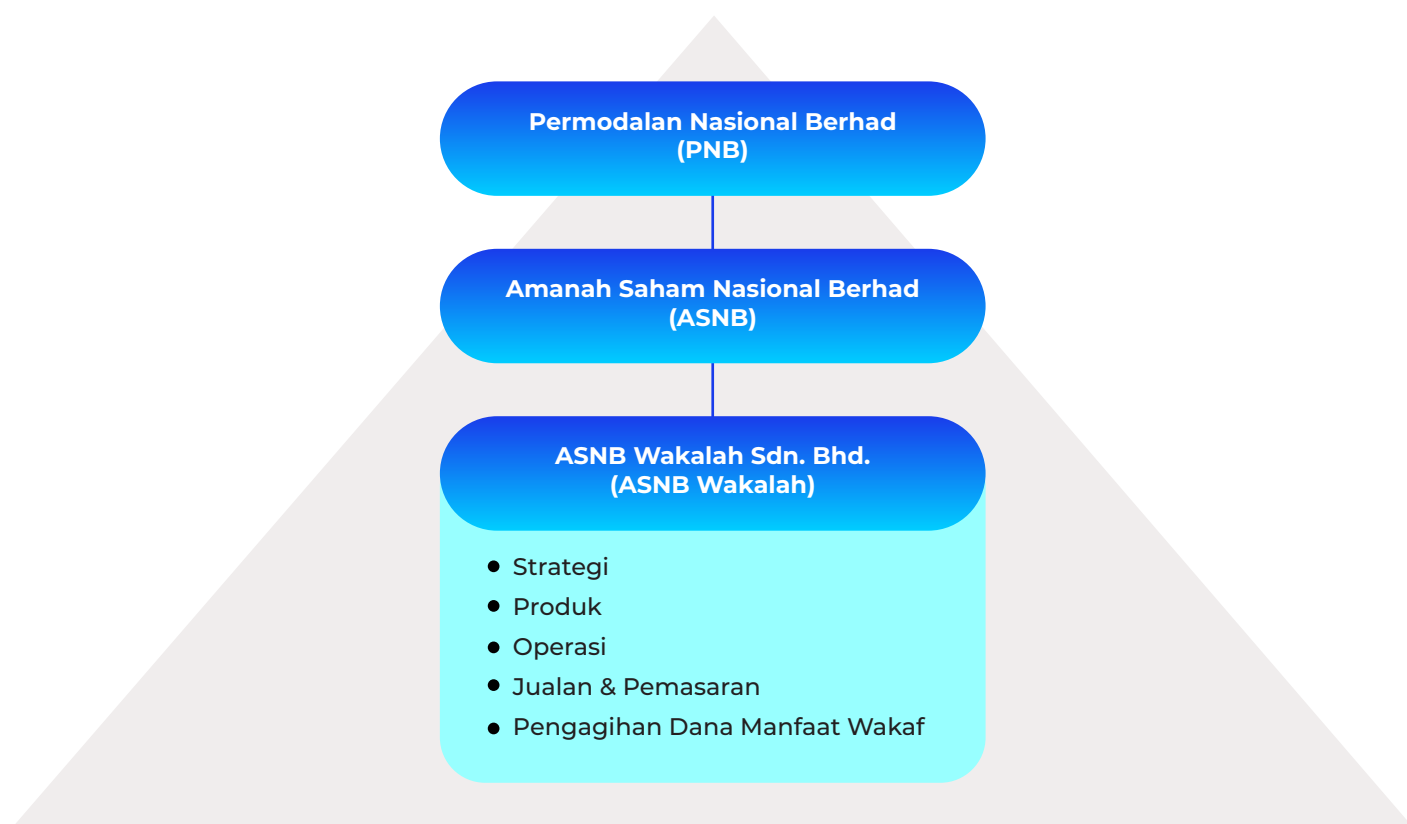 Permodalan Nasional Berhad
(PNB)
Amanah Saham Nasional Berhad
(ASNB)
ASNB Wakalah Sdn. Bhd.
(ASNB Wakalah)
• Strategi
• Produk
• Operasi
• Jualan & Pemasaran
• Pengagihan Dana Manfaat Wakaf